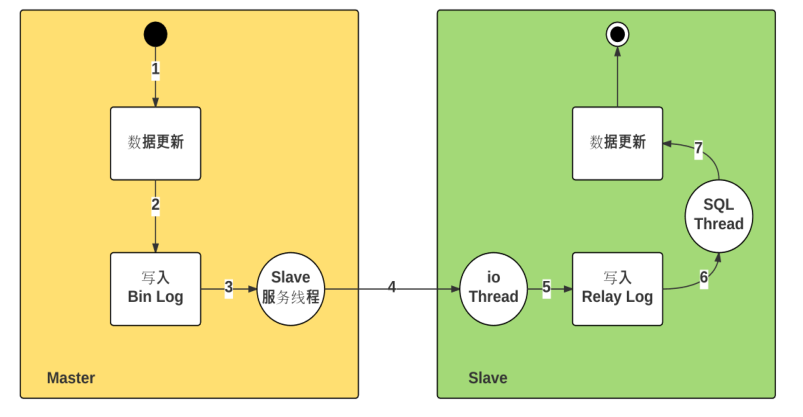 1
数据更新
2
写入
Bin Log
3
Slave
服务线程
4
Master
io
Thread
5
写入
Relay Log
6
SQL
Thread
7
数据更新
Slave